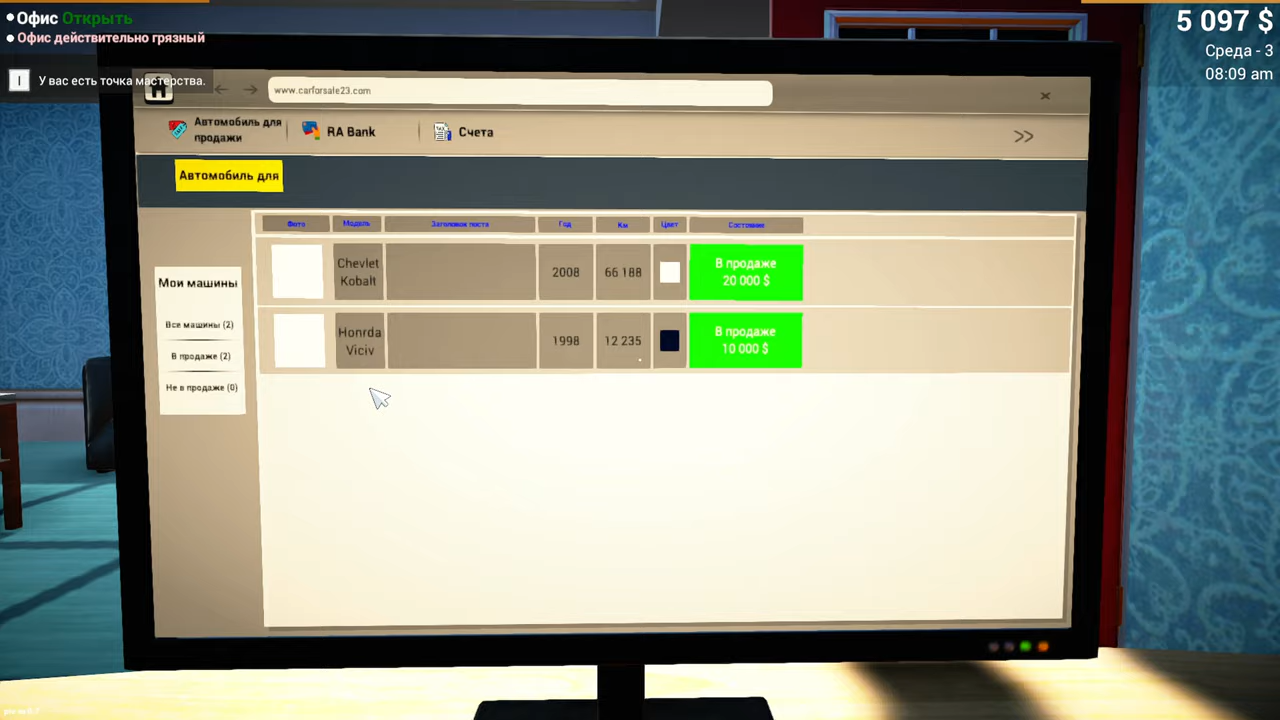 Офис Открыть
Офис действительно грязный
5 097 $
Среда - 3
08:09 am
I У вас есть точка мастерства.
www.carforsale23.com
Автомобиль для
продажи
RA Bank
Счета
>>
Автомобиль для
Фото Модель Заголовок поста Год Км Цвет Состояние
Мои машины
Все машины (2)
В продаже (2)
Не в продаже (0)
Chevlet
Kobalt
2008
66 188
В продаже
20 000 $
Honrda
Viciv
1998
12 235
В продаже
10 000 $